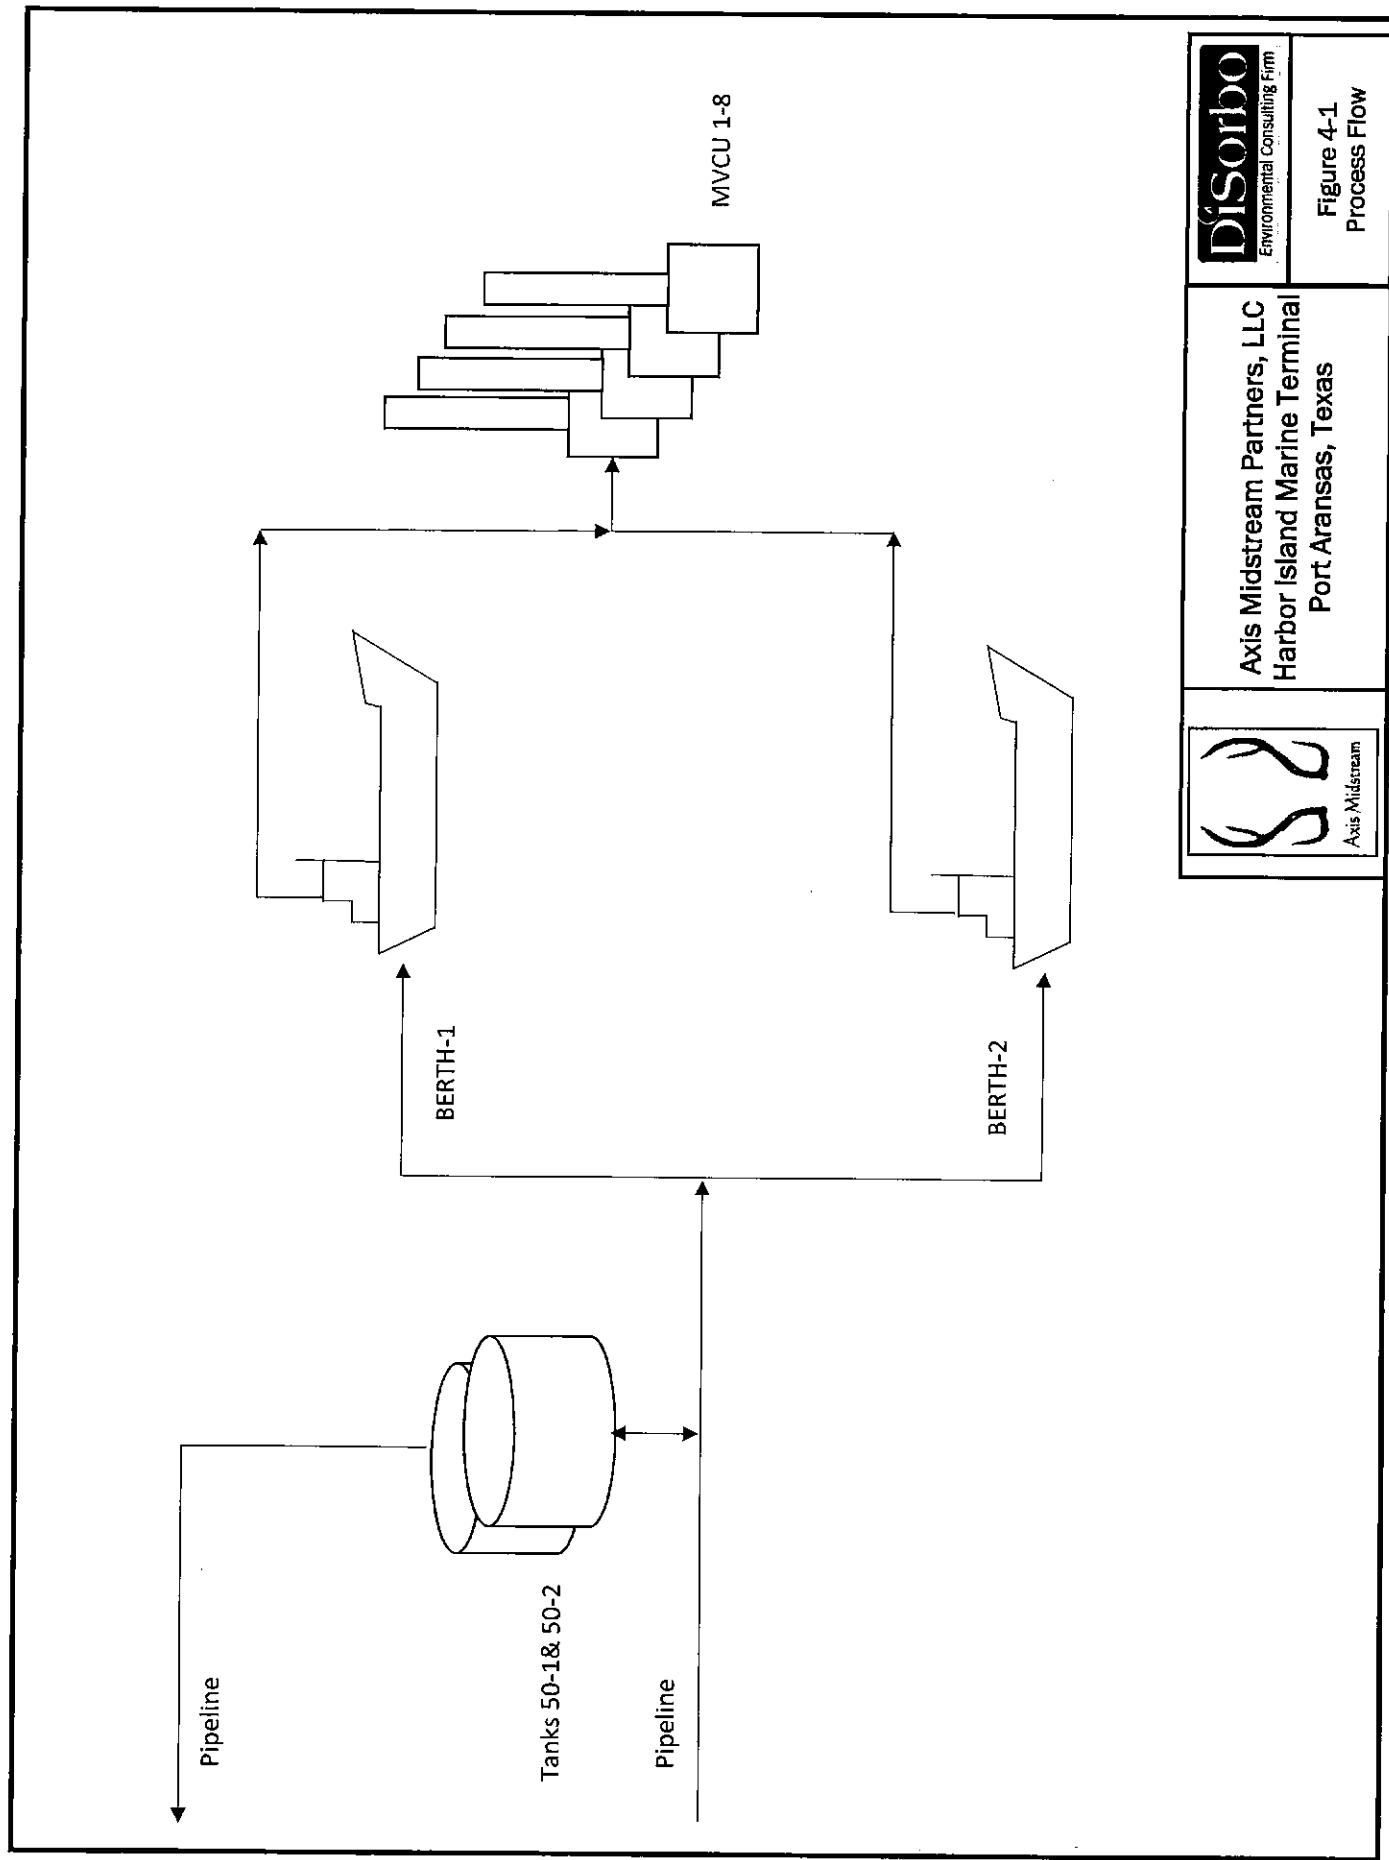 Pipeline
Tanks 50-1& 50-2
Pipeline
BERTH-1
BERTH-2
MVCU 1-8
Axis Midstream
Axis Midstream Partners, LLC
Harbor Island Marine Terminal
Port Aransas, Texas
DiSorbo
Environmental Consulting Firm
Figure 4-1
Process Flow